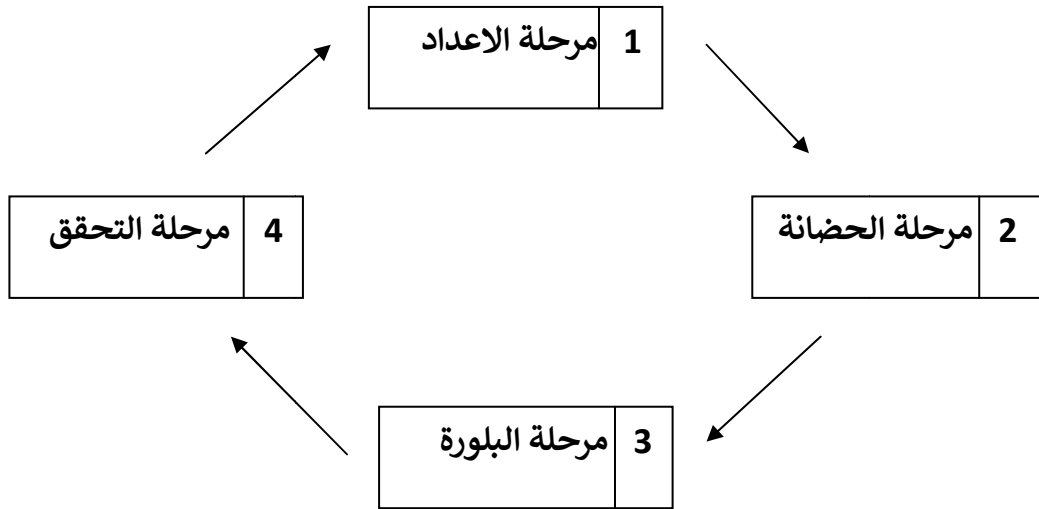 1 مرحلة الاعداد
2 مرحلة الحضانة
3 مرحلة البلورة
4 مرحلة التحقق